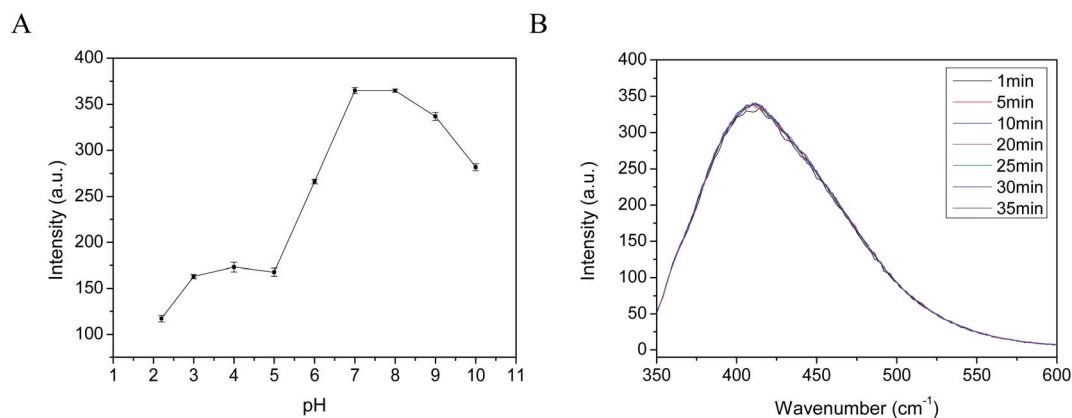 A
400
350
300
250
200
150
100
Intensity (a.u.)
1 2 3 4 5 6 7 8 9 10 11
pH
B
400
350
300
250
200
150
100
50
0
Intensity (a.u.)
350 400 450 500 550 600
Wavenumber (cm⁻¹)
1min
5min
10min
20min
25min
30min
35min